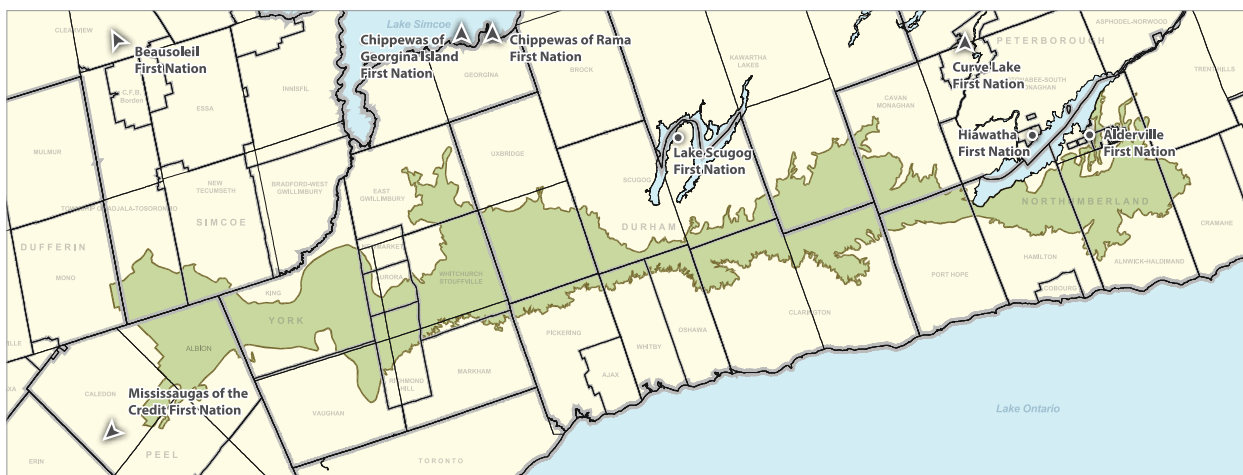 CLEARVIEW
Beausoleil
First Nation
C.F.B.
Borden
ESSA
INNISFIL
MULMUR
NEW
TECUMSETH
BRADFORD-WEST
GWILLIMBURY
SIMCOE
DUFFERIN
MONO
Lake Simcoe
Chippewas of
Georgina Island
First Nation
Chippewas of Rama
First Nation
GEORGINA
BROCK
KAWARTHA
LAKES
UXBRIDGE
EAST
GWILLIMBURY
SCUGOG
Lake Scugog
First Nation
DURHAM
CAVAN
MONAGHAN
PETERBOROUGH
ASPHODEL-NORWOOD
Curve Lake
First Nation
TRENT HILLS
Hiawatha
First Nation
Alderville
First Nation
NORTHUMBERLAND
CRAMAHE
HAMILTON
ALNWICK-HALDIMAND
PORT HOPE
COBOURG
KING
YORK
WHITCHURCH
STOUFFVILLE
ALBION
CALEDON
Mississaugas of the
Credit First Nation
PEEL
ERIN
VAUGHAN
RICHMOND
HILL
MARKHAM
TORONTO
PICKERING
AJAX
WHITBY
OSHAWA
CLARINGTON
Lake Ontario